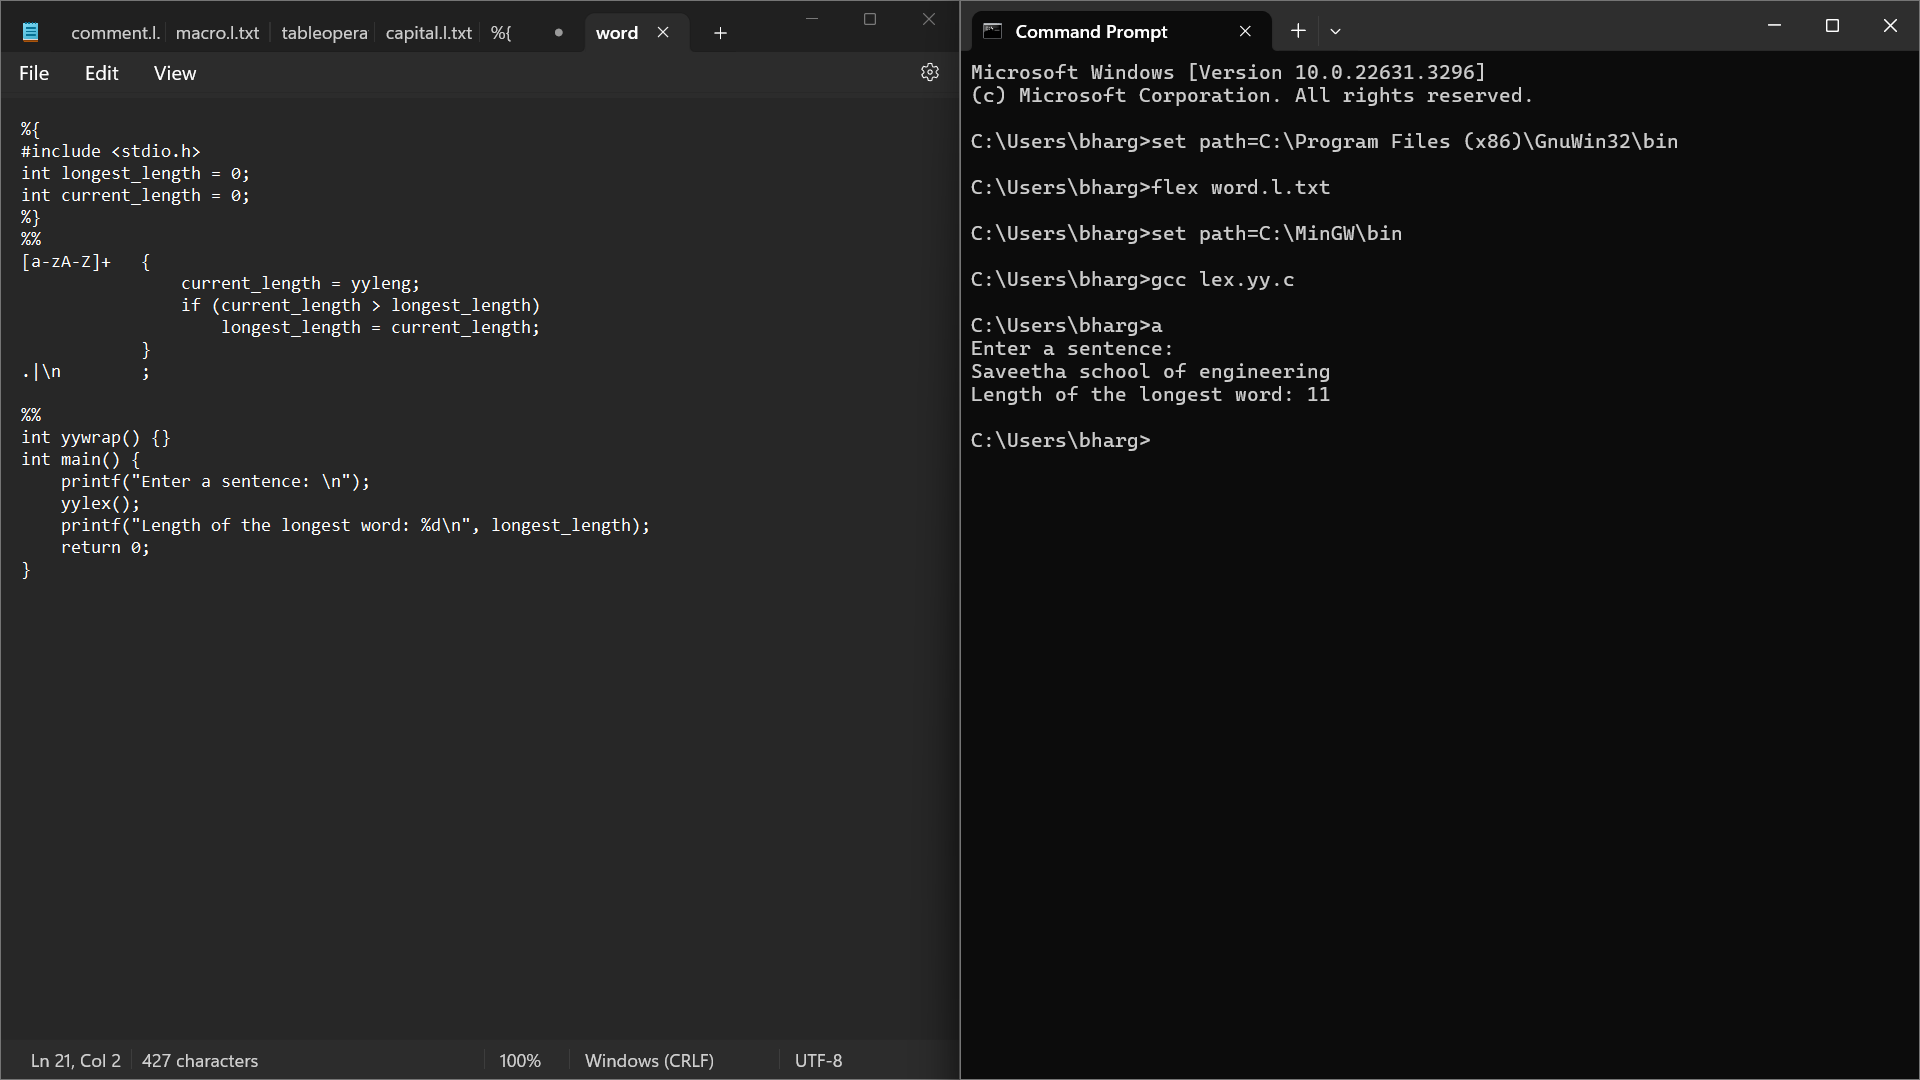 comment.l. macro.l.txt tableopera capital.l.txt %{ word
File Edit View
%{
#include <stdio.h>
int longest_length = 0;
int current_length = 0;
%}
%%
[a-zA-Z]+   {
                current_length = yyleng;
                if (current_length > longest_length)
                    longest_length = current_length;
            }
.|\n        ;
%%
int yywrap() {}
int main() {
    printf("Enter a sentence: \n");
    yylex();
    printf("Length of the longest word: %d\n", longest_length);
    return 0;
}
Ln 21, Col 2 427 characters 100% Windows (CRLF) UTF-8
Command Prompt
Microsoft Windows [Version 10.0.22631.3296]
(c) Microsoft Corporation. All rights reserved.
C:\Users\bharg>set path=C:\Program Files (x86)\GnuWin32\bin
C:\Users\bharg>flex word.l.txt
C:\Users\bharg>set path=C:\MinGW\bin
C:\Users\bharg>gcc lex.yy.c
C:\Users\bharg>a
Enter a sentence:
Saveetha school of engineering
Length of the longest word: 11
C:\Users\bharg>